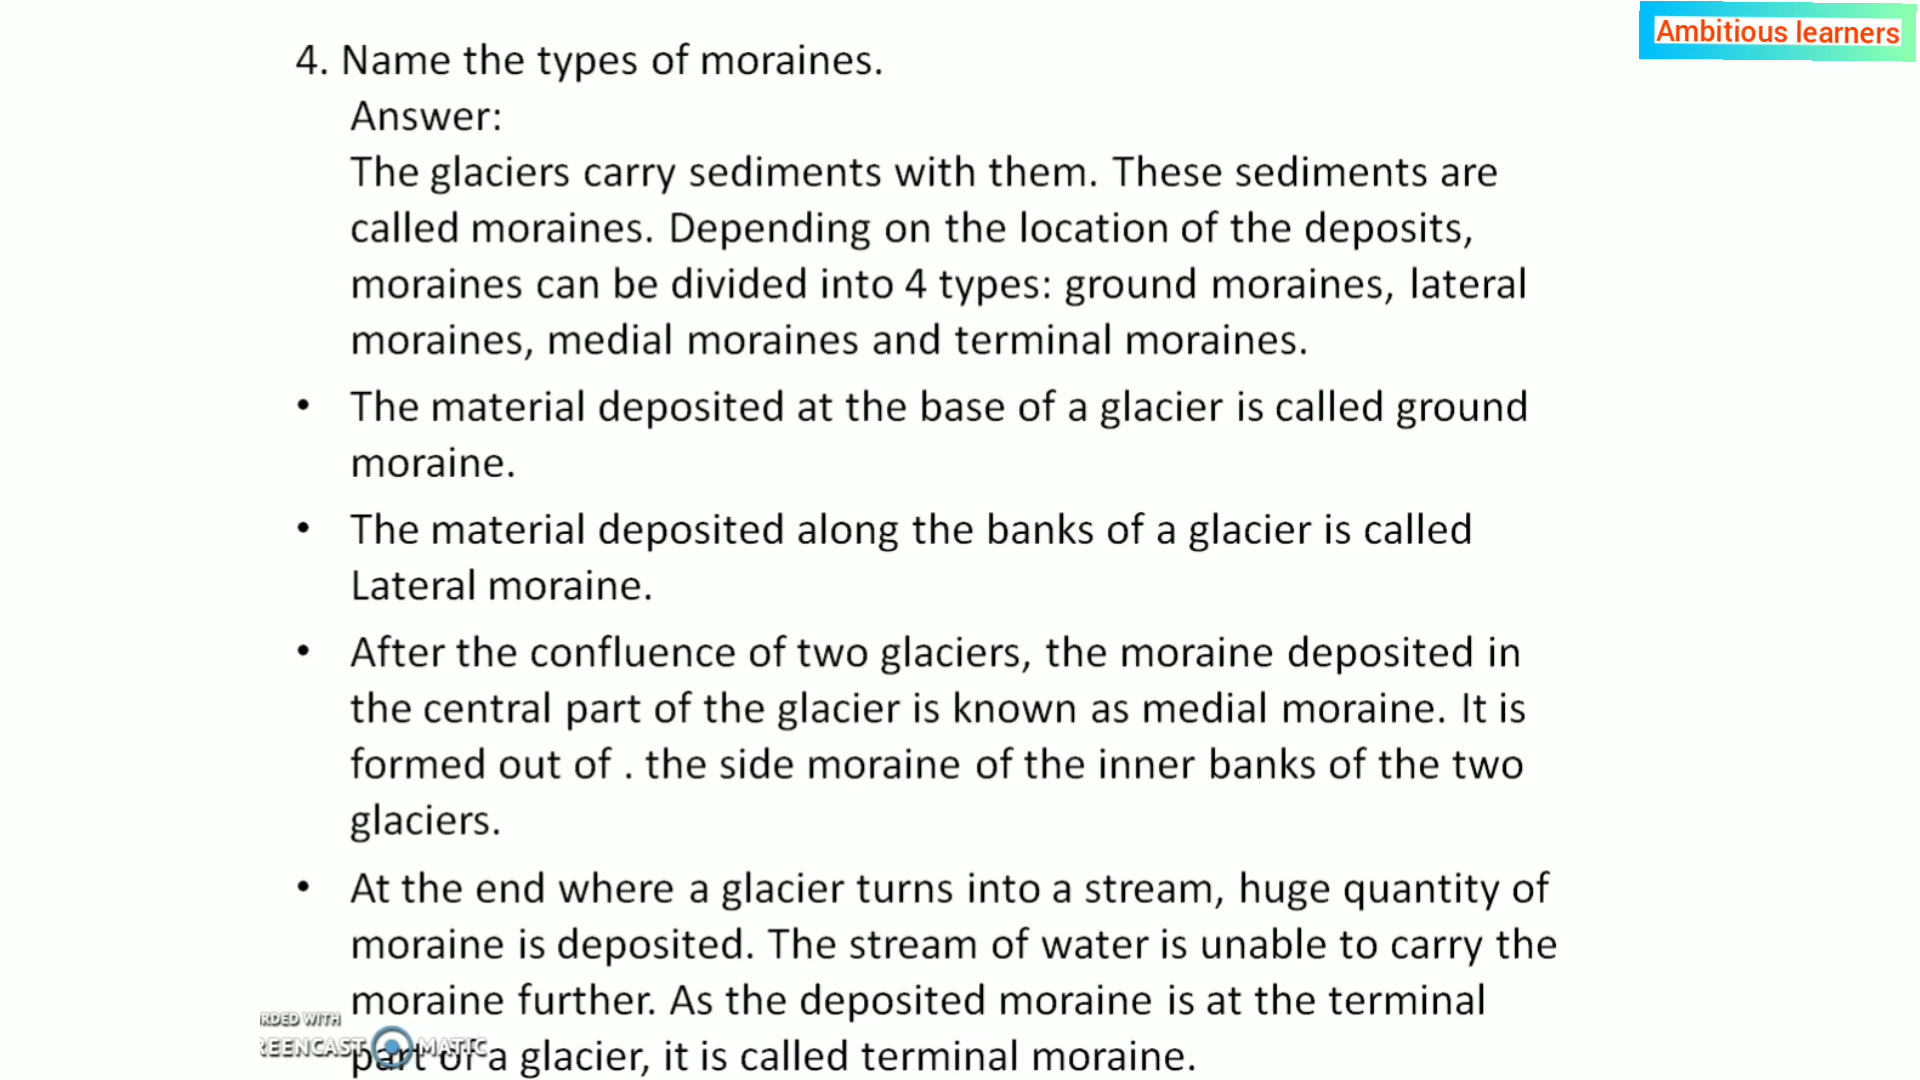 Ambitious learners
4. Name the types of moraines.
Answer:
The glaciers carry sediments with them. These sediments are
called moraines. Depending on the location of the deposits,
moraines can be divided into 4 types: ground moraines, lateral
moraines, medial moraines and terminal moraines.
• The material deposited at the base of a glacier is called ground
moraine.
• The material deposited along the banks of a glacier is called
Lateral moraine.
• After the confluence of two glaciers, the moraine deposited in
the central part of the glacier is known as medial moraine. It is
formed out of . the side moraine of the inner banks of the two
glaciers.
• At the end where a glacier turns into a stream, huge quantity of
moraine is deposited. The stream of water is unable to carry the
moraine further. As the deposited moraine is at the terminal
part of a glacier, it is called terminal moraine.
RDED WITH
REENCAST MATIC